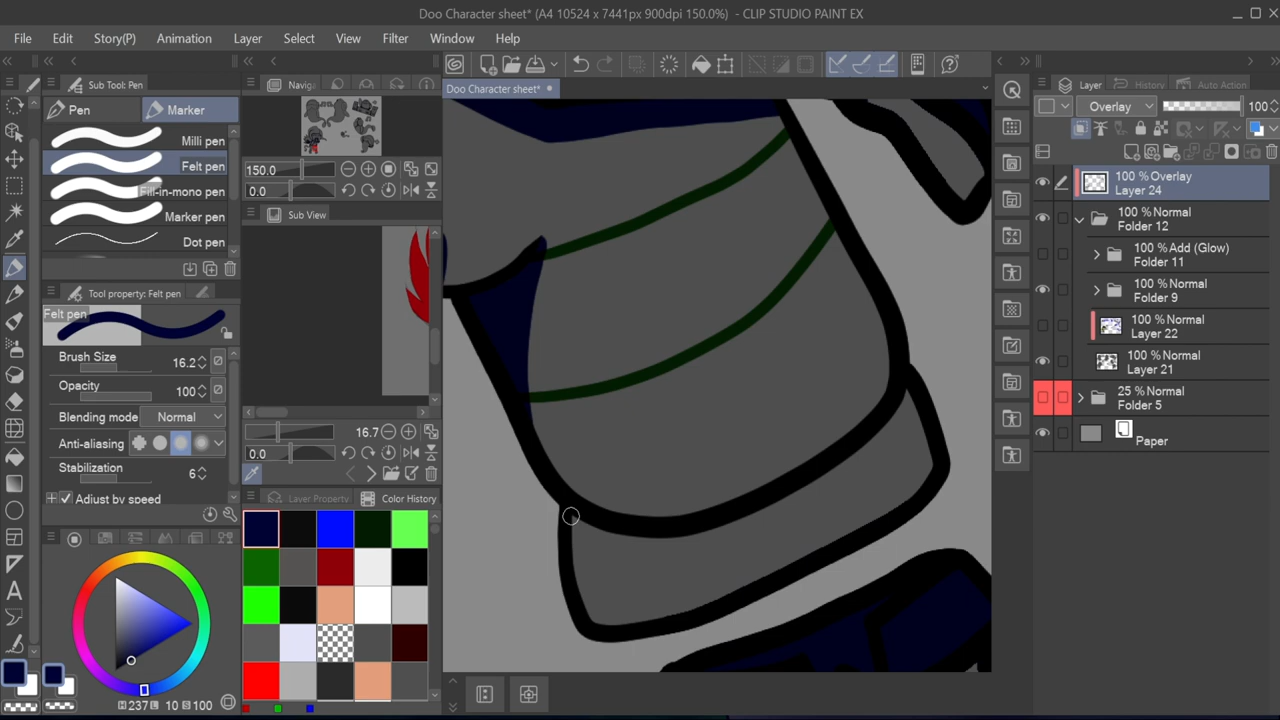 Doo Character sheet* (A4 10524 x 7441px 900dpi 150.0%)  - CLIP STUDIO PAINT EX
File Edit Story(P) Animation Layer Select View Filter Window Help
Sub Tool: Pen
Pen Marker
Milli pen
Felt pen
Fill-in-mono pen
Marker pen
Dot pen
Tool property: Felt pen
Felt pen
Brush Size 16.2
Opacity 100
Blending mode Normal
Anti-aliasing
Stabilization 6
Adjust by speed
H 237 L 10 S 100
Navig
150.0
0.0
Sub View
16.7
0.0
Layer Property Color History
Doo Character sheet*
Layer History Auto Action
Overlay 100
100 % Overlay
Layer 24
100 % Normal
Folder 12
100 % Add (Glow)
Folder 11
100 % Normal
Folder 9
100 % Normal
Layer 22
100 % Normal
Layer 21
25 % Normal
Folder 5
Paper